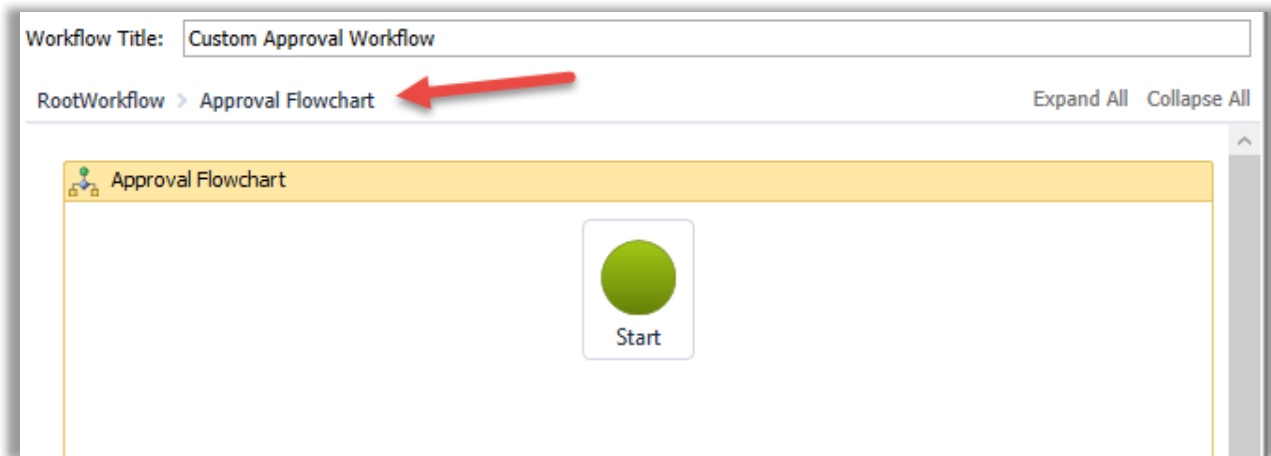 Workflow Title: Custom Approval Workflow
RootWorkflow > Approval Flowchart Expand All Collapse All
Approval Flowchart
Start